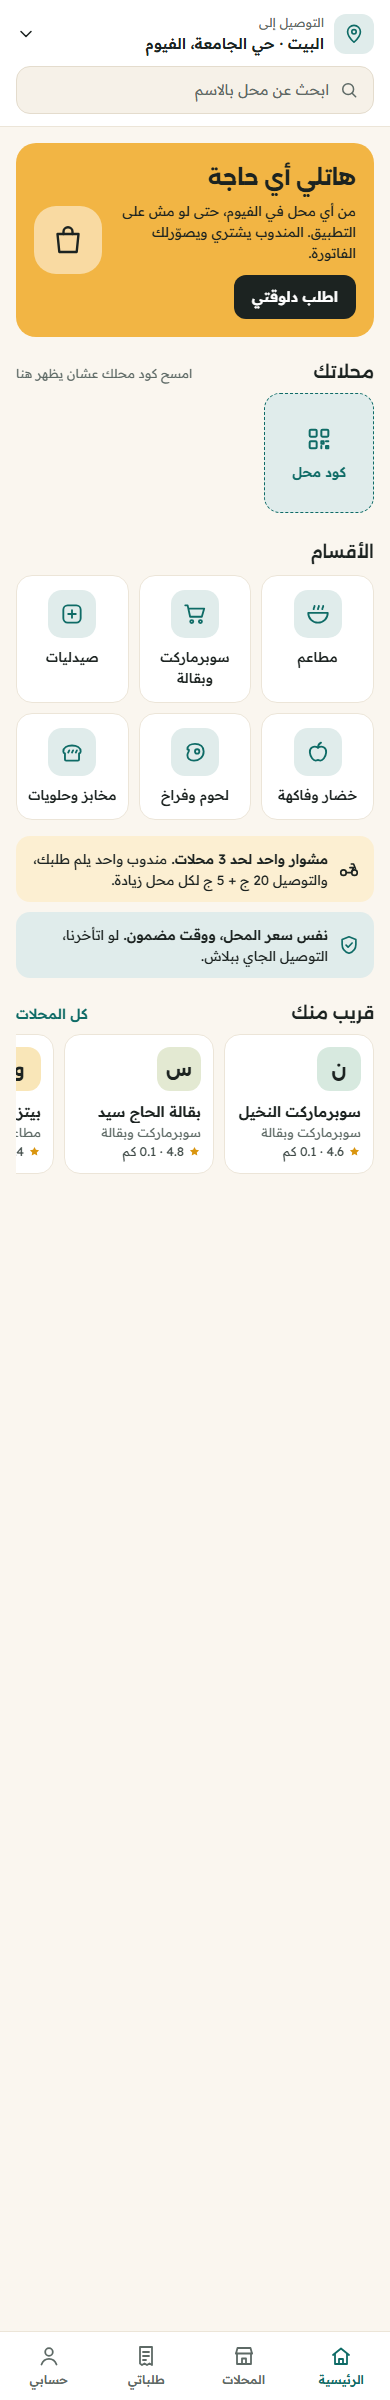 التوصيل إلى
البيت · حي الجامعة، الفيوم
ابحث عن محل بالاسم
هاتلي أي حاجة
من أي محل في الفيوم، حتى لو مش على
التطبيق. المندوب يشتري ويصوّرلك
الفاتورة.
اطلب دلوقتي
محلاتك
امسح كود محلك عشان يظهر هنا
كود محل
الأقسام
مطاعم
سوبرماركت
وبقالة
صيدليات
خضار وفاكهة
لحوم وفراخ
مخابز وحلويات
مشوار واحد لحد 3 محلات. مندوب واحد يلم طلبك،
والتوصيل 20 ج + 5 ج لكل محل زيادة.
نفس سعر المحل، ووقت مضمون. لو اتأخرنا،
التوصيل الجاي ببلاش.
قريب منك
كل المحلات
ن
سوبرماركت النخيل
سوبرماركت وبقالة
4.6 · 0.1 كم
س
بقالة الحاج سيد
سوبرماركت وبقالة
4.8 · 0.1 كم
و
بيتز
مطا
4
الرئيسية
المحلات
طلباتي
حسابي